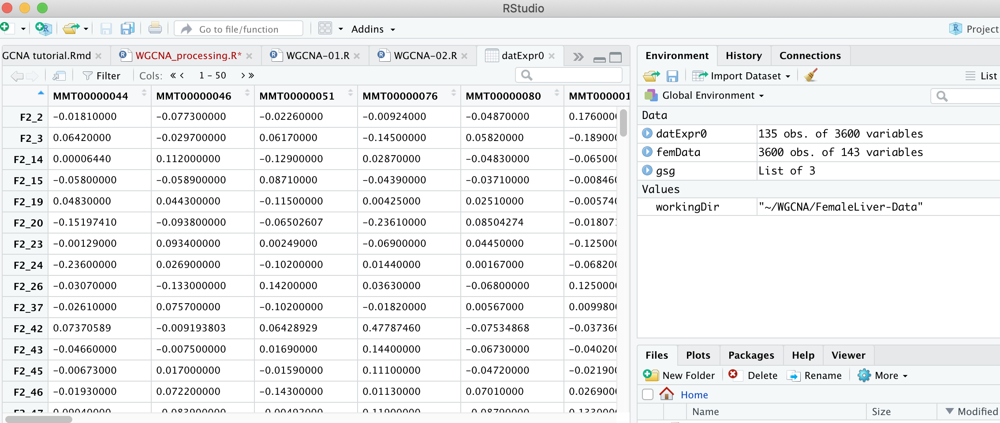 RStudio
Go to file/function
Addins
Project
GCNA tutorial.Rmd WGCNA_processing.R* WGCNA-01.R WGCNA-02.R datExpr0
Filter Cols: 1 - 50
MMT00000044 MMT00000046 MMT00000051 MMT00000076 MMT00000080 MMT000001
F2_2 -0.01810000 -0.077300000 -0.02260000 -0.00924000 -0.04870000 0.176000
F2_3 0.06420000 -0.029700000 0.06170000 -0.14500000 0.05820000 -0.18900
F2_14 0.00006440 0.112000000 -0.12900000 0.02870000 -0.04830000 -0.06500
F2_15 -0.05800000 -0.058900000 0.08710000 -0.04390000 -0.03710000 -0.00846
F2_19 0.04830000 0.044300000 -0.11500000 0.00425000 0.02510000 -0.00574
F2_20 -0.15197410 -0.093800000 -0.06502607 -0.23610000 0.08504274 -0.01807
F2_23 -0.00129000 0.093400000 0.00249000 -0.06900000 0.04450000 -0.12500
F2_24 -0.23600000 0.026900000 -0.10200000 0.01440000 0.00167000 -0.06820
F2_26 -0.03070000 -0.133000000 0.14200000 0.03630000 -0.06800000 0.125000
F2_37 -0.02610000 0.075700000 -0.10200000 -0.01820000 0.00567000 0.009980
F2_42 0.07370589 -0.009193803 0.06428929 0.47787460 -0.07534868 -0.03736
F2_43 -0.04660000 -0.007500000 0.01690000 0.14400000 -0.06730000 -0.04020
F2_45 -0.00673000 0.017000000 -0.01590000 0.11100000 -0.04720000 -0.02190
F2_46 -0.01930000 0.072200000 -0.14300000 0.01130000 0.07010000 0.026900
F2_47 0.09040000 -0.083900000 -0.00492000 0.11900000 -0.08790000 0.133000
Environment History Connections
Import Dataset List
Global Environment
Data
datExpr0 135 obs. of 3600 variables
femData 3600 obs. of 143 variables
gsg List of 3
Values
workingDir "~/WGCNA/FemaleLiver-Data"
Files Plots Packages Help Viewer
New Folder Delete Rename More
Home
Name Size Modified